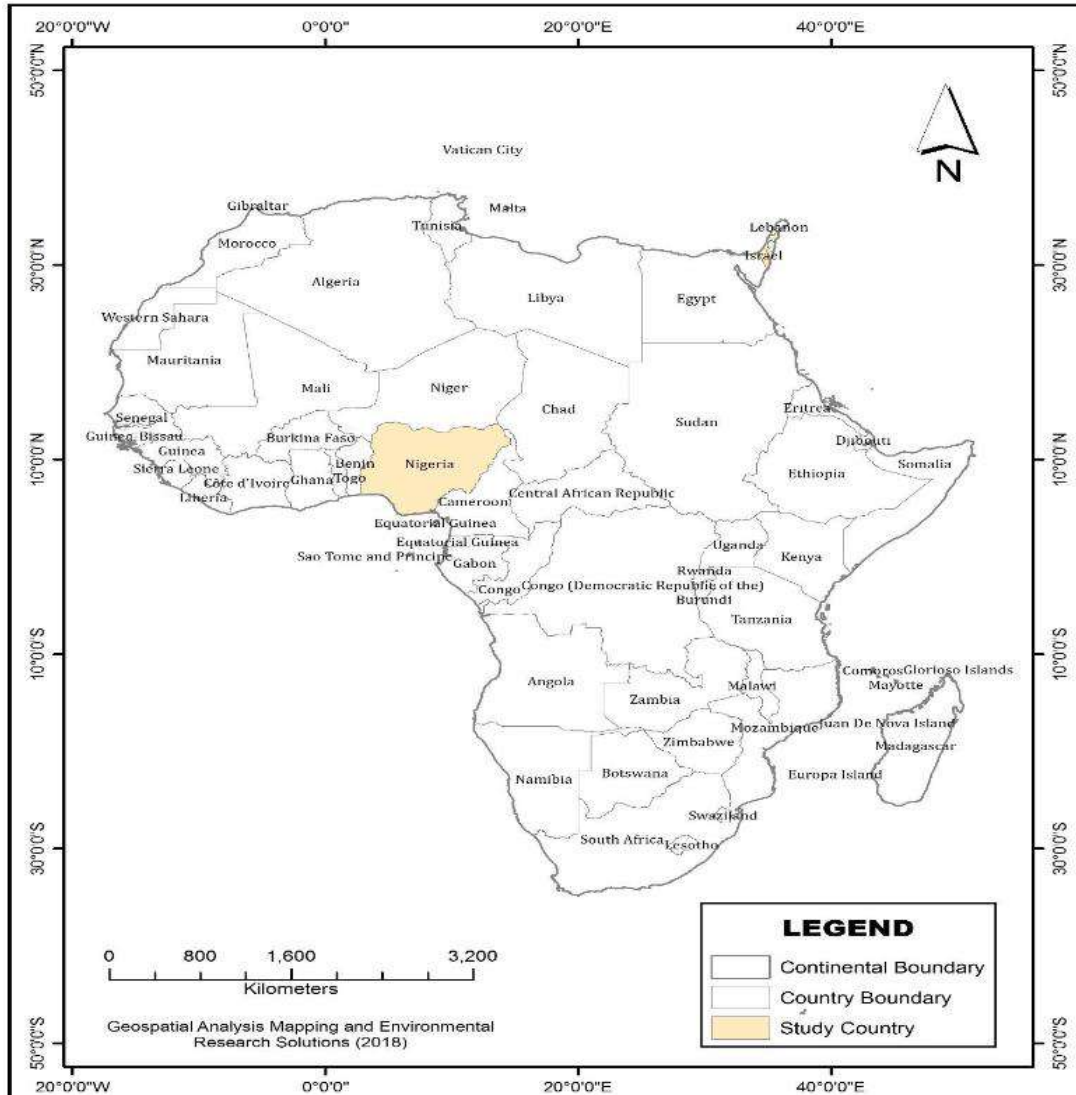 20°0'0"W 0°0'0"E 20°0'0"E 40°0'0"E
50°0'0"N 50°0'0"N
N
Vatican City
Gibraltar
Malta
Tunisia
Lebanon
Morocco
Israel
30°0'0"N 30°0'0"N
Algeria
Libya
Egypt
Western Sahara
Mauritania
Mali
Niger
Chad
Eritrea
Senegal
Sudan
Guinea Bissau
Burkina Faso
Djibouti
Guinea
Benin
Nigeria
Somalia
10°0'0"N 10°0'0"N
Sierra Leone
Ethiopia
Côte d'Ivoire
Ghana
Togo
Liberia
Central African Republic
Cameroon
Equatorial Guinea
Equatorial Guinea
Uganda
Kenya
Sao Tome and Principe
Gabon
Rwanda
Congo
Congo (Democratic Republic of the)
Burundi
Tanzania
10°0'0"S 10°0'0"S
Comoros
Glorioso Islands
Angola
Malawi
Mayotte
Zambia
Mozambique
Juan De Nova Island
Zimbabwe
Madagascar
Namibia
Botswana
Europa Island
Swaziland
South Africa
Lesotho
30°0'0"S 30°0'0"S
LEGEND
Continental Boundary
Country Boundary
Study Country
0 800 1,600 3,200
Kilometers
Geospatial Analysis Mapping and Environmental
Research Solutions (2018)
50°0'0"S 50°0'0"S
20°0'0"W 0°0'0"E 20°0'0"E 40°0'0"E